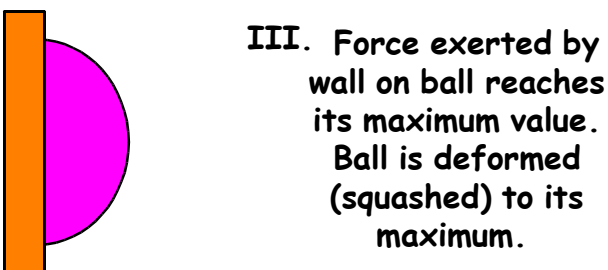 III. Force exerted by
wall on ball reaches
its maximum value.
Ball is deformed
(squashed) to its
maximum.